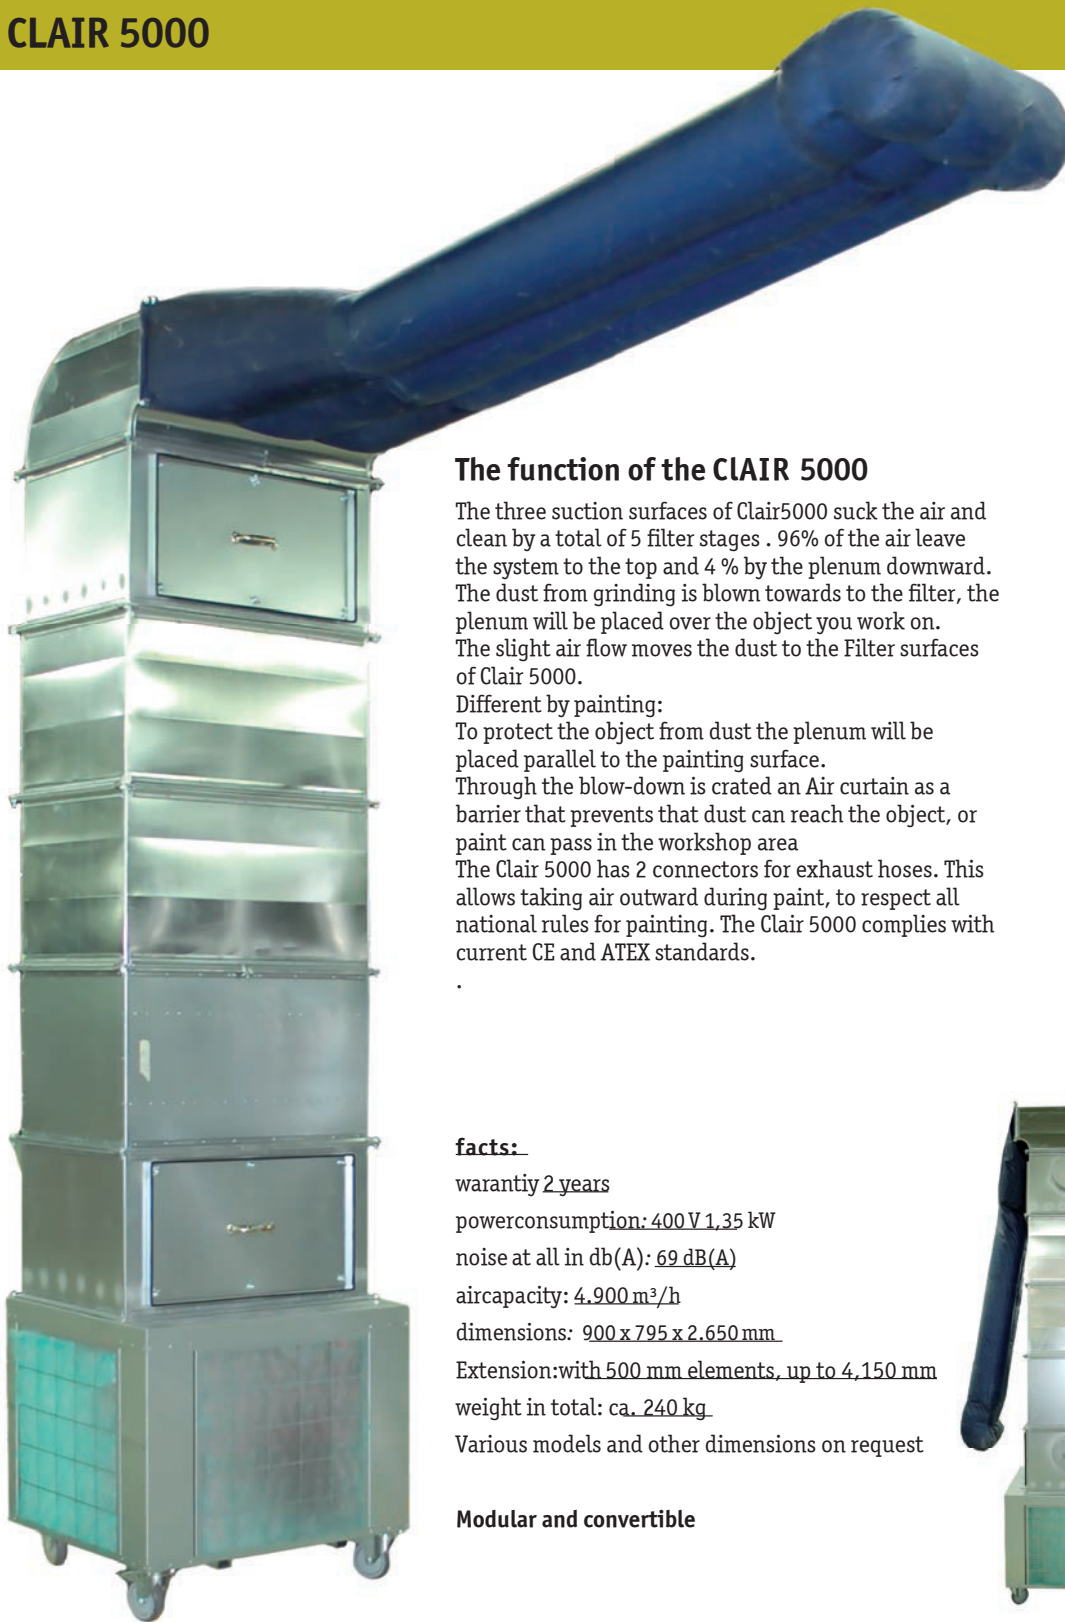 CLAIR 5000
The function of the ClAIR 5000
The three suction surfaces of Clair5000 suck the air and
clean by a total of 5 filter stages . 96% of the air leave
the system to the top and 4 % by the plenum downward.
The dust from grinding is blown towards to the filter, the
plenum will be placed over the object you work on.
The slight air flow moves the dust to the Filter surfaces
of Clair 5000.
Different by painting:
To protect the object from dust the plenum will be
placed parallel to the painting surface.
Through the blow-down is crated an Air curtain as a
barrier that prevents that dust can reach the object, or
paint can pass in the workshop area
The Clair 5000 has 2 connectors for exhaust hoses. This
allows taking air outward during paint, to respect all
national rules for painting. The Clair 5000 complies with
current CE and ATEX standards.
.
facts:
warantiy 2 years
powerconsumption: 400 V 1,35 kW
noise at all in db(A): 69 dB(A)
aircapacity: 4.900 m³/h
dimensions: 900 x 795 x 2.650 mm
Extension:with 500 mm elements, up to 4,150 mm
weight in total: ca. 240 kg
Various models and other dimensions on request
Modular and convertible